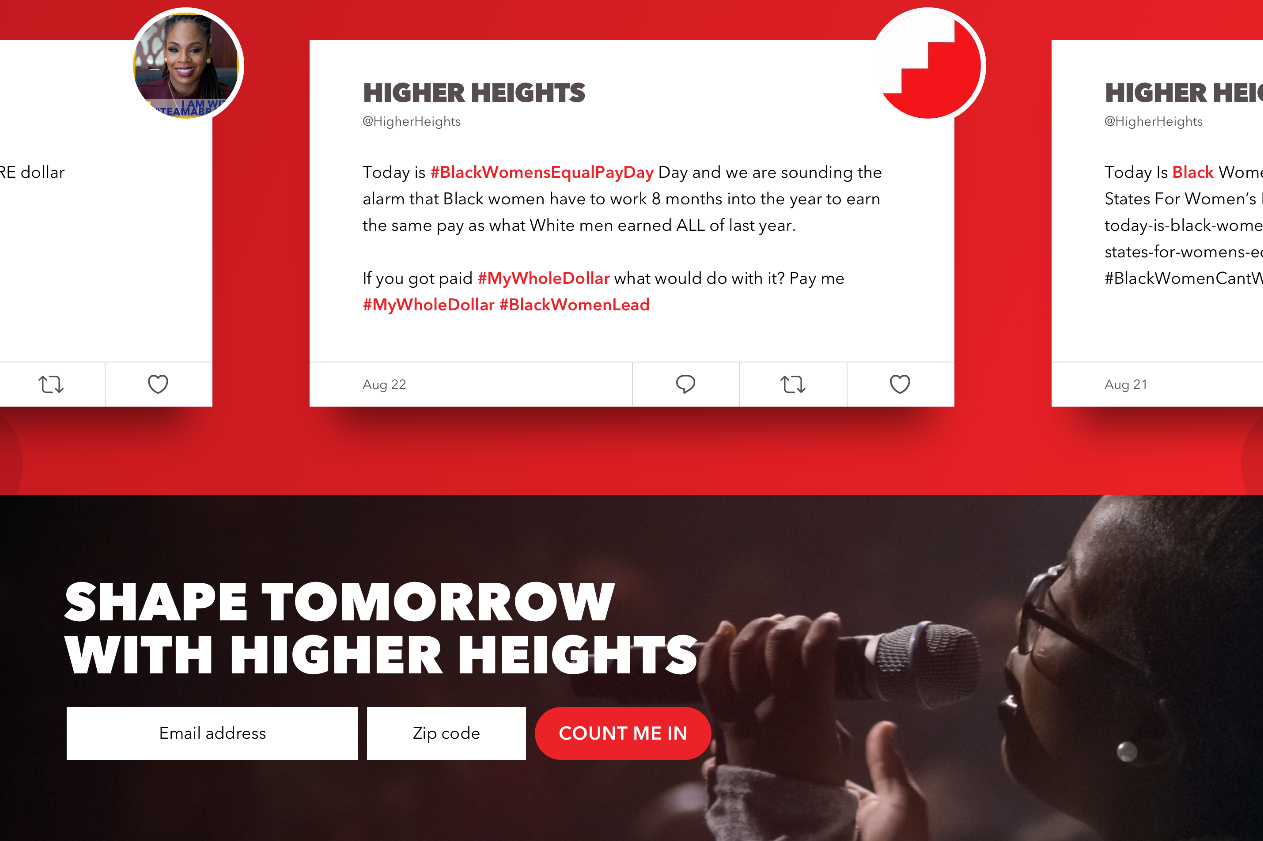 I AM WI
#TEAMABR
RE dollar
HIGHER HEIGHTS
@HigherHeights
Today is #BlackWomensEqualPayDay Day and we are sounding the
alarm that Black women have to work 8 months into the year to earn
the same pay as what White men earned ALL of last year.
If you got paid #MyWholeDollar what would do with it? Pay me
#MyWholeDollar #BlackWomenLead
Aug 22
HIGHER HEIG
@HigherHeights
Today Is Black Wome
States For Women's
today-is-black-wome
states-for-womens-e
#BlackWomenCantW
Aug 21
SHAPE TOMORROW
WITH HIGHER HEIGHTS
Email address
Zip code
COUNT ME IN